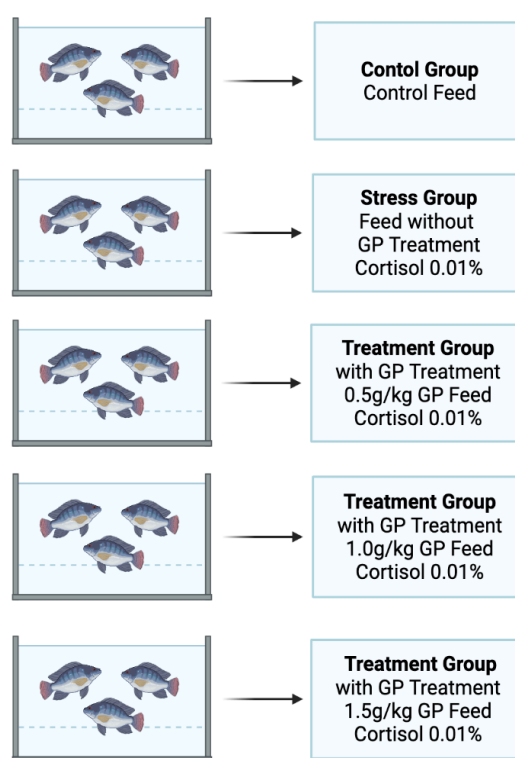 Contol Group
Control Feed
Stress Group
Feed without
GP Treatment
Cortisol 0.01%
Treatment Group
with GP Treatment
0.5g/kg GP Feed
Cortisol 0.01%
Treatment Group
with GP Treatment
1.0g/kg GP Feed
Cortisol 0.01%
Treatment Group
with GP Treatment
1.5g/kg GP Feed
Cortisol 0.01%